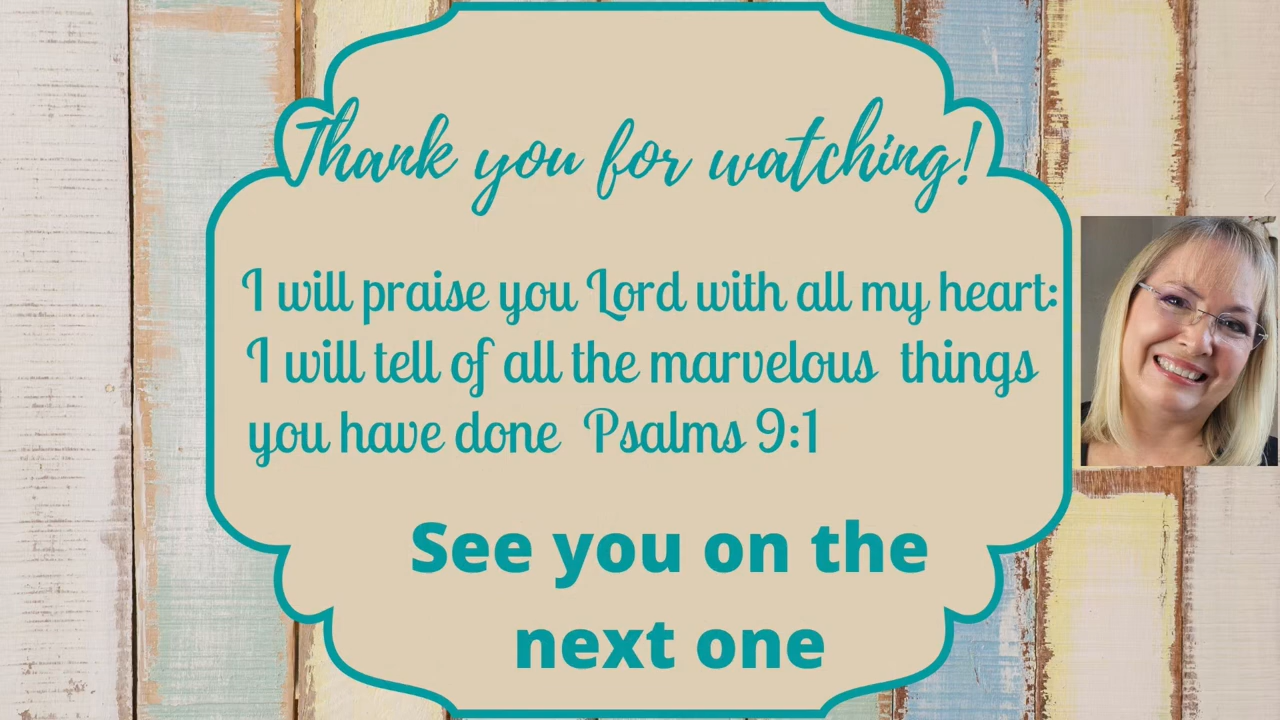 Thank you for watching!
I will praise you Lord with all my heart:
I will tell of all the marvelous things
you have done Psalms 9:1
See you on the
next one